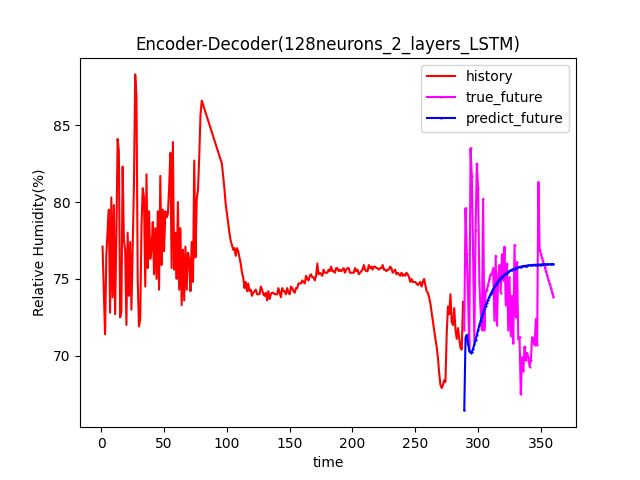 Encoder-Decoder(128neurons_2_layers_LSTM)
history
true_future
predict_future
85
80
75
70
Relative Humidity(%)
0
50
100
150
200
250
300
350
time